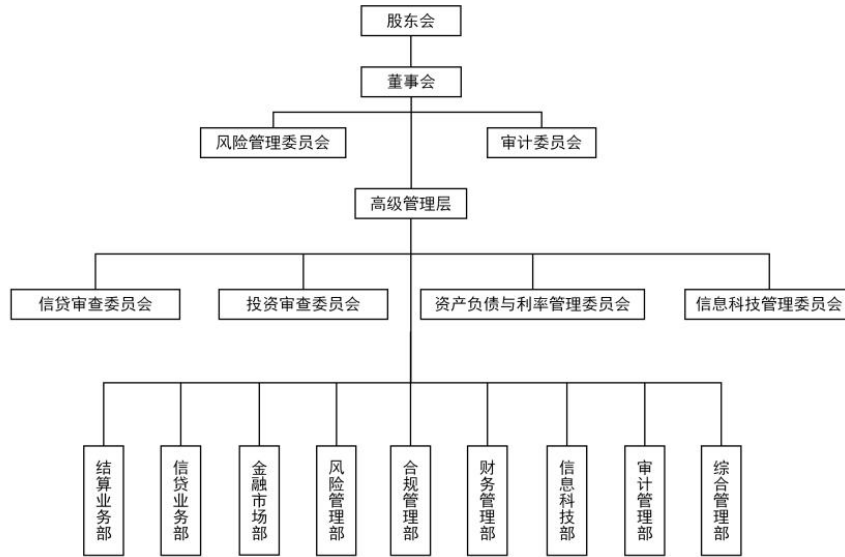 股东会
董事会
风险管理委员会
审计委员会
高级管理层
信贷审查委员会
投资审查委员会
资产负债与利率管理委员会
信息科技管理委员会
结算业务部
信贷业务部
金融市场部
风险管理部
合规管理部
财务管理部
信息科技部
审计管理部
综合管理部